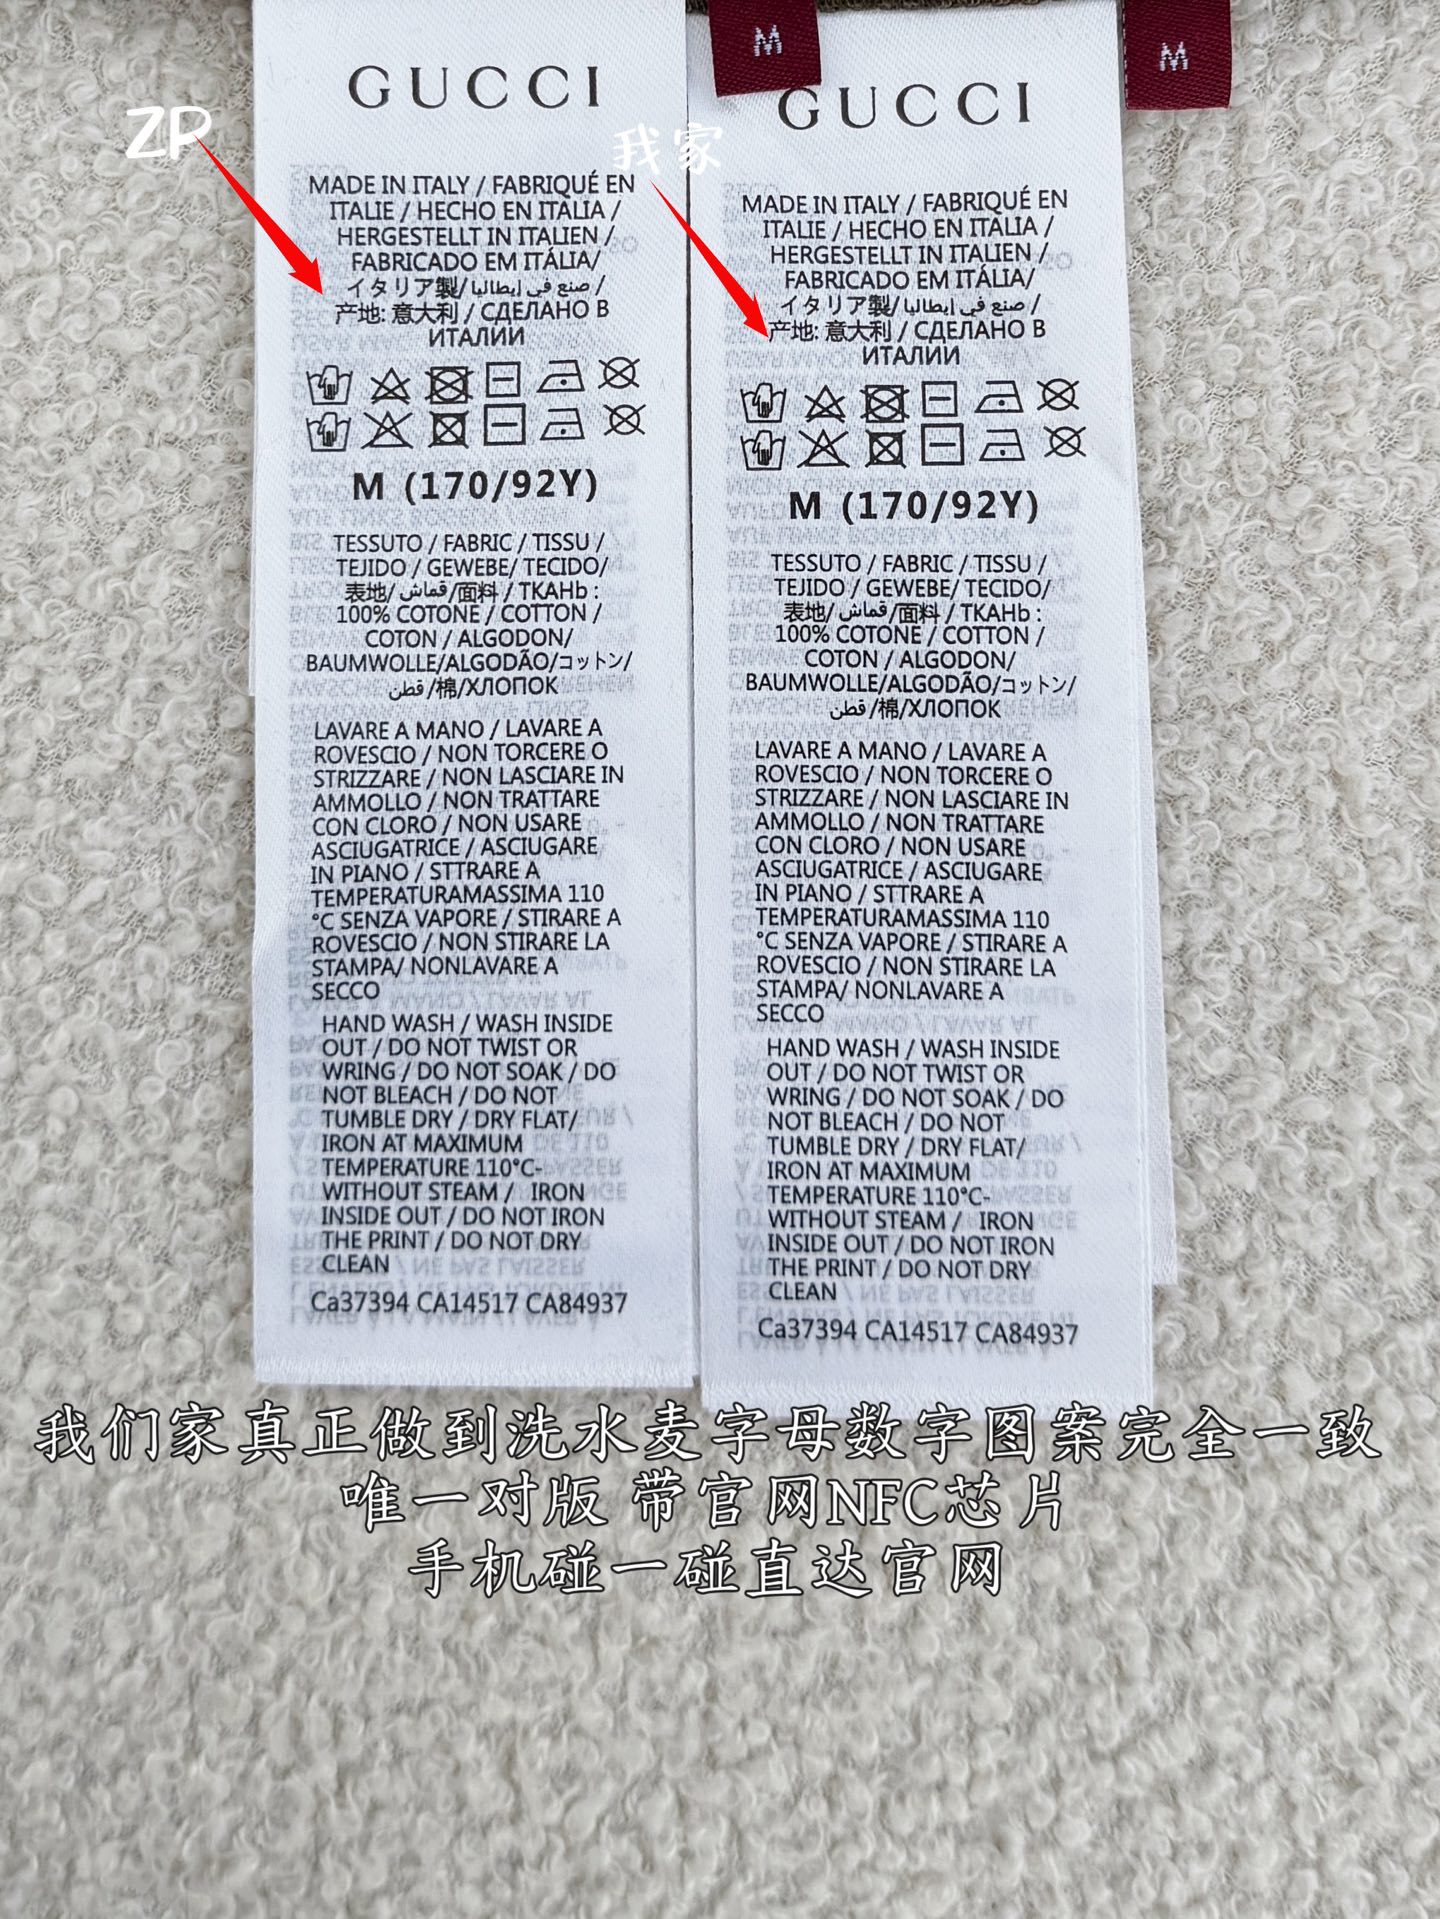 GUCCI
MADE IN ITALY / FABRIQUÉ EN
ITALIE / HECHO EN ITALIA /
HERGESTELLT IN ITALIEN /
FABRICADO EM ITÁLIA/
イタリア製/صنع في إيطاليا /
产地: 意大利 / СДЕЛАНО В
ИТАЛИИ
M (170/92Y)
TESSUTO / FABRIC / TISSU /
TEJIDO / GEWEBE/ TECIDO/
表地/ قماش/面料 / TKAHb :
100% COTONE / COTTON /
COTON / ALGODON/
BAUMWOLLE/ALGODÃO/コットン/
قطن/棉/ХЛОПОК
LAVARE A MANO / LAVARE A
ROVESCIO / NON TORCERE O
STRIZZARE / NON LASCIARE IN
AMMOLLO / NON TRATTARE
CON CLORO / NON USARE
ASCIUGATRICE / ASCIUGARE
IN PIANO / STTRARE A
TEMPERATURAMASSIMA 110
°C SENZA VAPORE / STIRARE A
ROVESCIO / NON STIRARE LA
STAMPA/ NONLAVARE A
SECCO
HAND WASH / WASH INSIDE
OUT / DO NOT TWIST OR
WRING / DO NOT SOAK / DO
NOT BLEACH / DO NOT
TUMBLE DRY / DRY FLAT/
IRON AT MAXIMUM
TEMPERATURE 110°C-
WITHOUT STEAM / IRON
INSIDE OUT / DO NOT IRON
THE PRINT / DO NOT DRY
CLEAN
Ca37394 CA14517 CA84937
ZP
M
GUCCI
我家
MADE IN ITALY / FABRIQUÉ EN
ITALIE / HECHO EN ITALIA /
HERGESTELLT IN ITALIEN /
FABRICADO EM ITÁLIA/
イタリア製/صنع في إيطاليا /
产地: 意大利 / СДЕЛАНО В
ИТАЛИИ
M (170/92Y)
TESSUTO / FABRIC / TISSU /
TEJIDO / GEWEBE/ TECIDO/
表地/ قماش/面料 / TKAHb :
100% COTONE / COTTON /
COTON / ALGODON/
BAUMWOLLE/ALGODÃO/コットン/
قطن/棉/ХЛОПОК
LAVARE A MANO / LAVARE A
ROVESCIO / NON TORCERE O
STRIZZARE / NON LASCIARE IN
AMMOLLO / NON TRATTARE
CON CLORO / NON USARE
ASCIUGATRICE / ASCIUGARE
IN PIANO / STTRARE A
TEMPERATURAMASSIMA 110
°C SENZA VAPORE / STIRARE A
ROVESCIO / NON STIRARE LA
STAMPA/ NONLAVARE A
SECCO
HAND WASH / WASH INSIDE
OUT / DO NOT TWIST OR
WRING / DO NOT SOAK / DO
NOT BLEACH / DO NOT
TUMBLE DRY / DRY FLAT/
IRON AT MAXIMUM
TEMPERATURE 110°C-
WITHOUT STEAM / IRON
INSIDE OUT / DO NOT IRON
THE PRINT / DO NOT DRY
CLEAN
Ca37394 CA14517 CA84937
M
我们家真正做到洗水麦字母数字图案完全一致
唯一对版 带官网NFC芯片
手机碰一碰直达官网